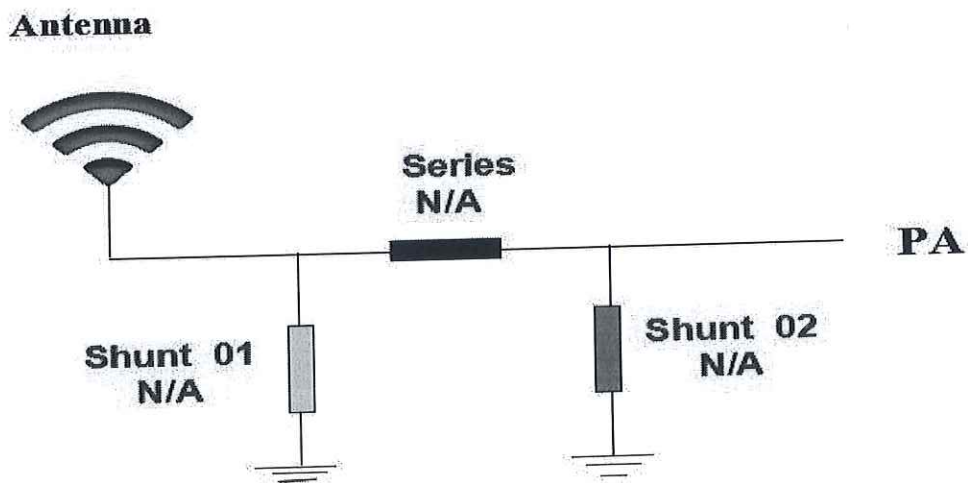 Antenna
Series
N/A
PA
Shunt 01
N/A
Shunt 02
N/A